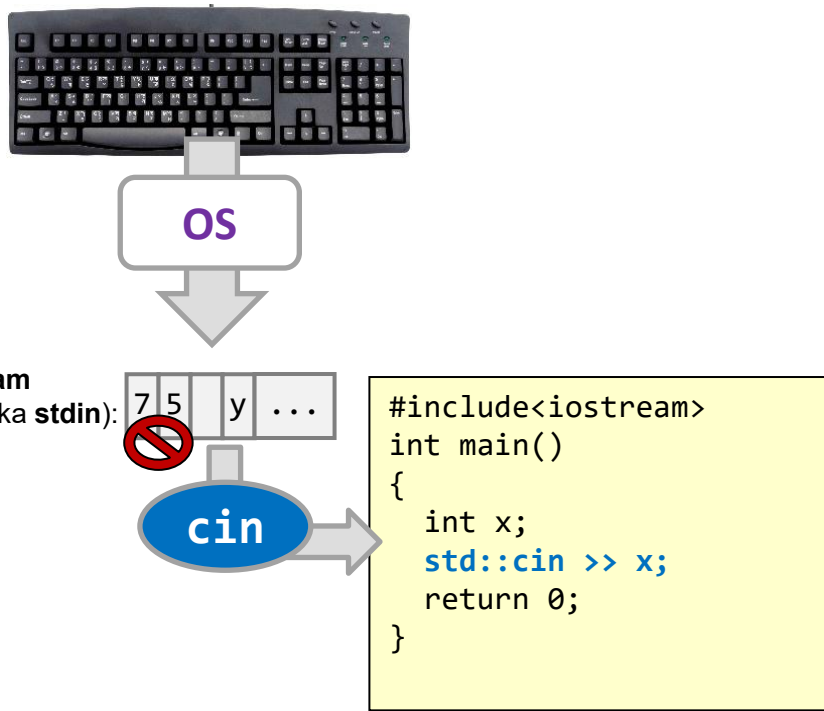 OS
am
ka stdin):
7 5 y ...
cin
#include<iostream>
int main()
{
int x;
std::cin >> x;
return 0;
}